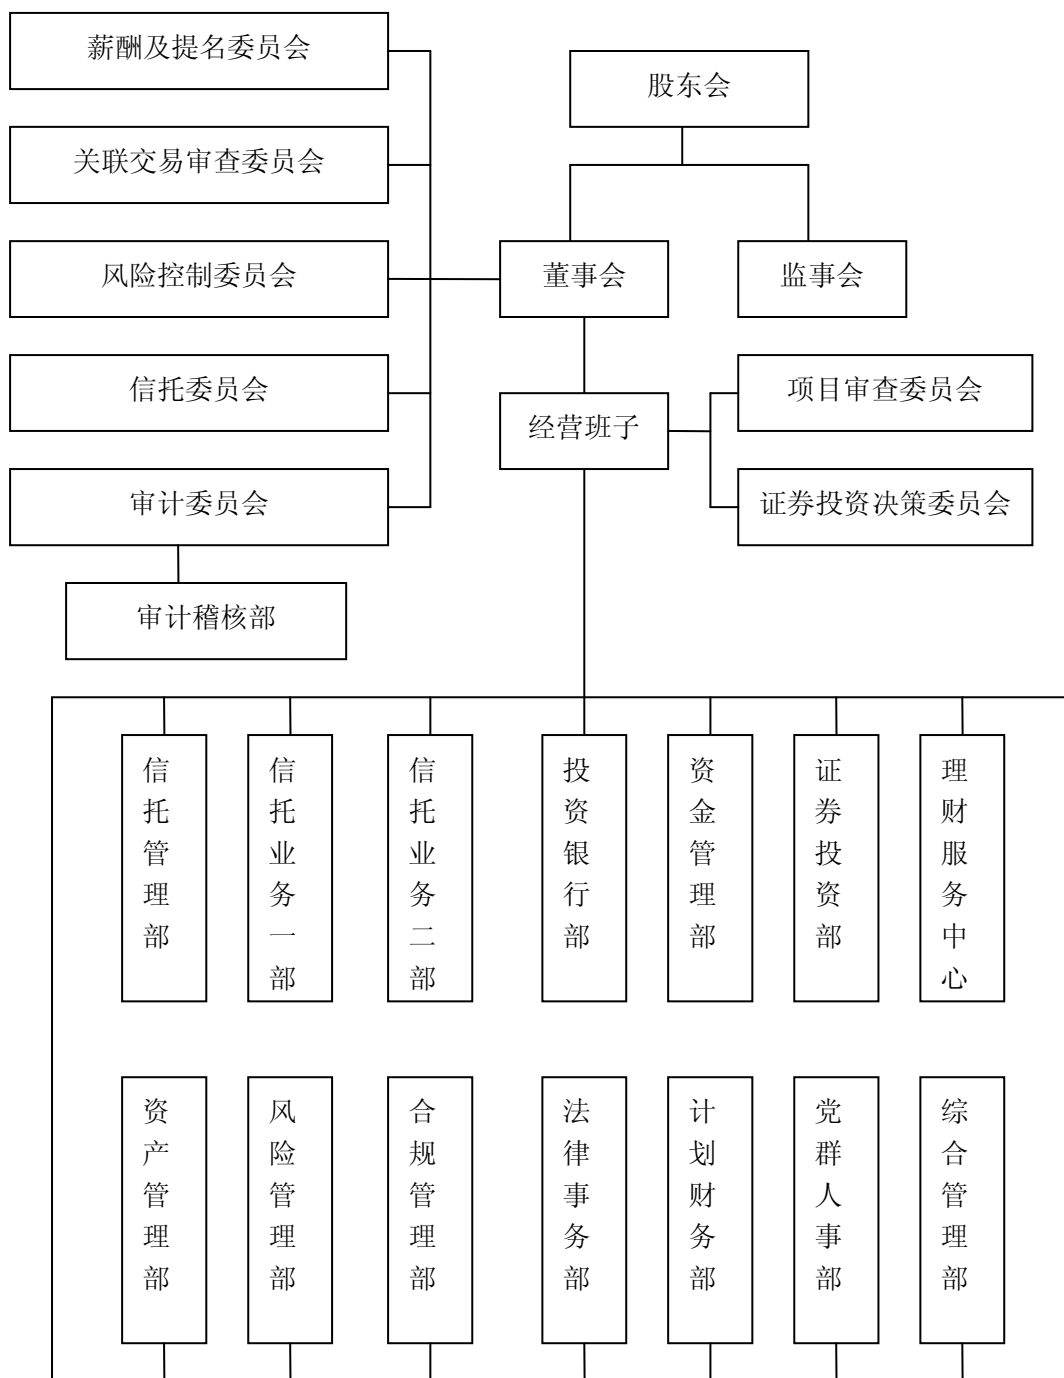 薪酬及提名委员会
股东会
关联交易审查委员会
风险控制委员会
董事会
监事会
信托委员会
项目审查委员会
经营班子
审计委员会
证券投资决策委员会
审计稽核部
信托管理部
信托业务一部
信托业务二部
投资银行部
资金管理部
证券投资部
理财服务中心
资产管理部
风险管理部
合规管理部
法律事务部
计划财务部
党群人事部
综合管理部